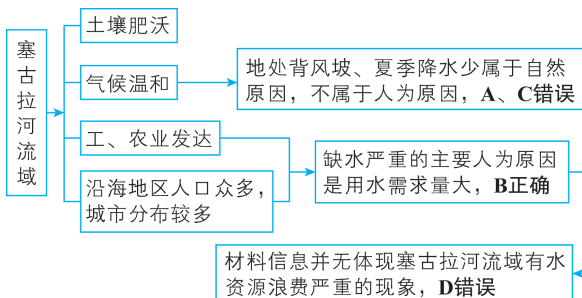 塞古拉河流域
土壤肥沃
气候温和
地处背风坡、夏季降水少属于自然
原因，不属于人为原因，A、C错误
工、农业发达
沿海地区人口众多，
城市分布较多
缺水严重的主要人为原因
是用水需求量大，B正确
材料信息并无体现塞古拉河流域有水
资源浪费严重的现象，D错误